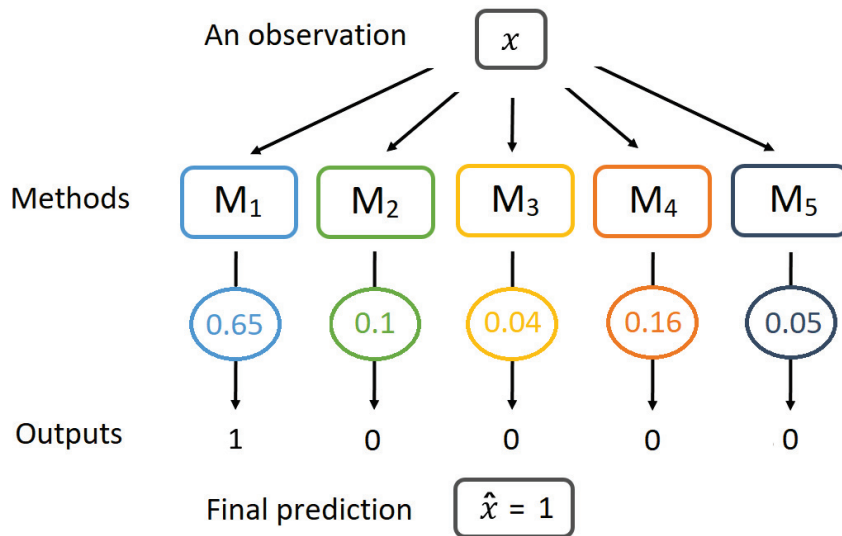 An observation x
Methods M₁ M₂ M₃ M₄ M₅
0.65 0.1 0.04 0.16 0.05
Outputs 1 0 0 0 0
Final prediction x̂ = 1